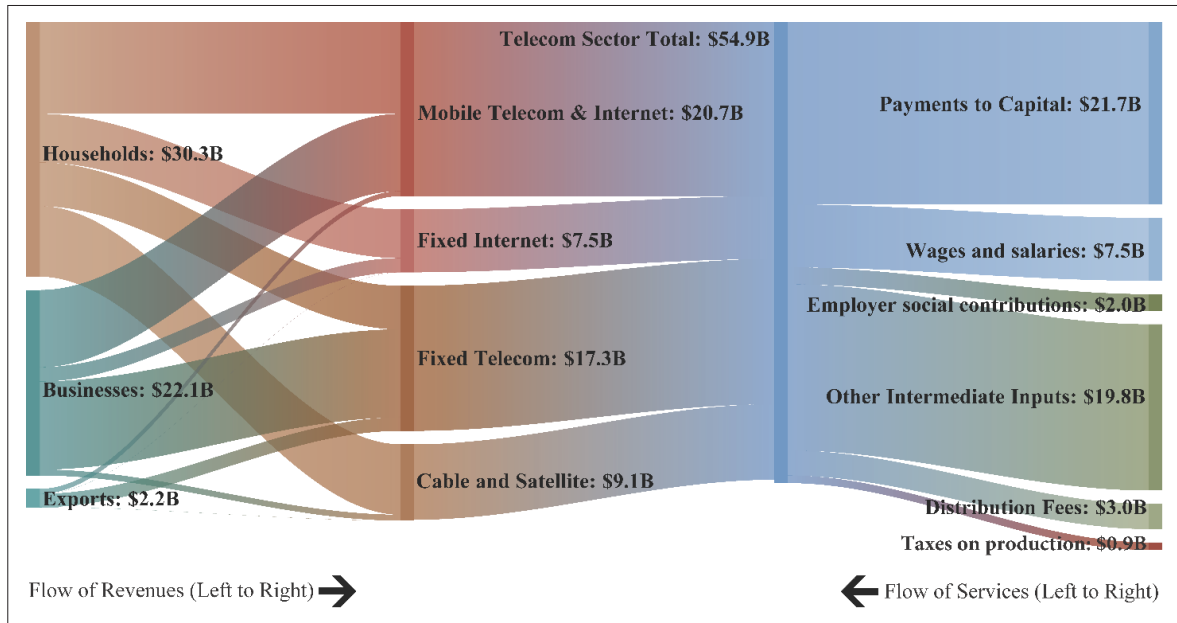 Telecom Sector Total: $54.9B
Mobile Telecom & Internet: $20.7B
Payments to Capital: $21.7B
Households: $30.3B
Fixed Internet: $7.5B
Wages and salaries: $7.5B
Employer social contributions: $2.0B
Fixed Telecom: $17.3B
Businesses: $22.1B
Other Intermediate Inputs: $19.8B
Cable and Satellite: $9.1B
Exports: $2.2B
Distribution Fees: $3.0B
Taxes on production: $0.9B
Flow of Revenues (Left to Right)
Flow of Services (Left to Right)